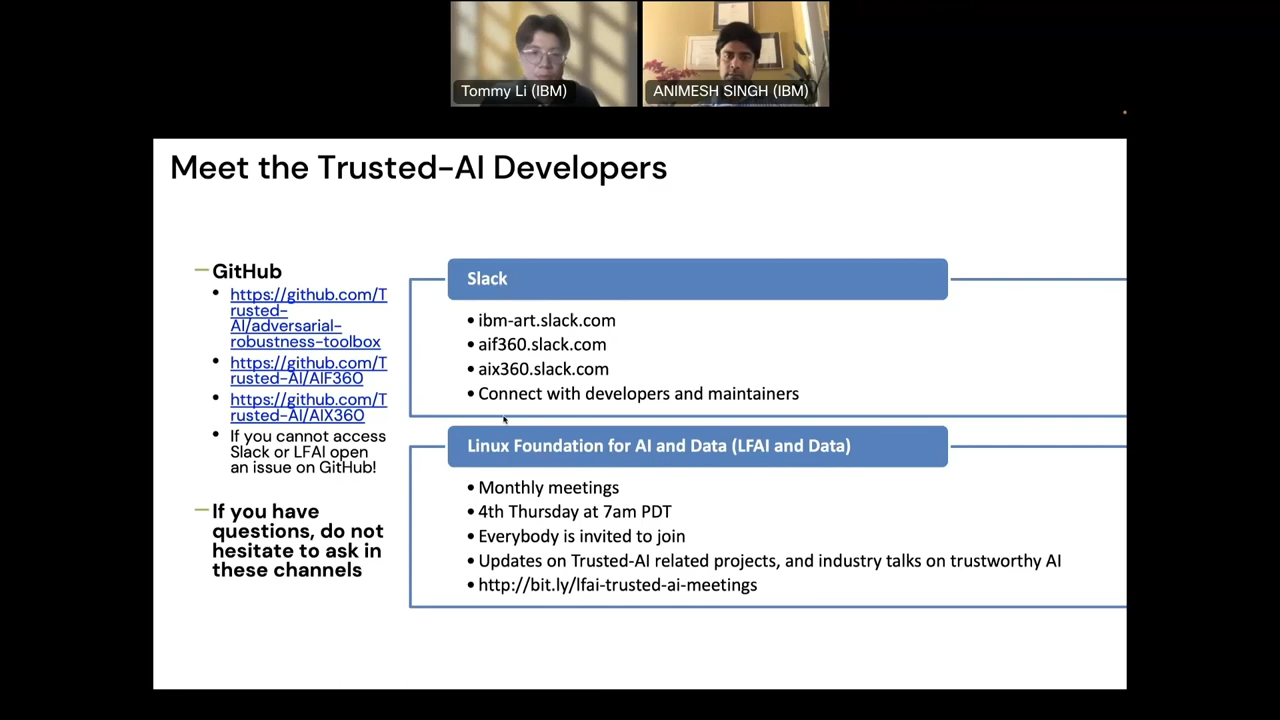 Tommy Li (IBM)
ANIMESH SINGH (IBM)
Meet the Trusted-AI Developers
GitHub
https://github.com/T
rusted-
AI/adversarial-
robustness-toolbox
https://github.com/T
rusted-AI/AIF360
https://github.com/T
rusted-AI/AIX360
If you cannot access
Slack or LFAI open
an issue on GitHub!
If you have
questions, do not
hesitate to ask in
these channels
Slack
ibm-art.slack.com
aif360.slack.com
aix360.slack.com
Connect with developers and maintainers
Linux Foundation for AI and Data (LFAI and Data)
Monthly meetings
4th Thursday at 7am PDT
Everybody is invited to join
Updates on Trusted-AI related projects, and industry talks on trustworthy AI
http://bit.ly/lfai-trusted-ai-meetings